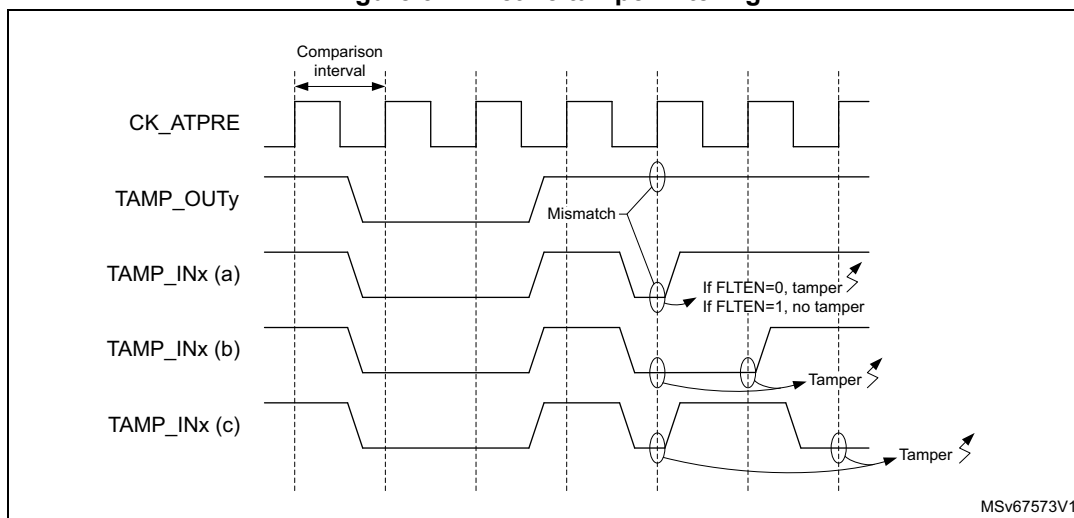 Comparison
interval
CK_ATPRE
TAMP_OUTy
Mismatch
TAMP_INx (a)
If FLTEN=0, tamper
If FLTEN=1, no tamper
TAMP_INx (b)
Tamper
TAMP_INx (c)
Tamper
MSv67573V1